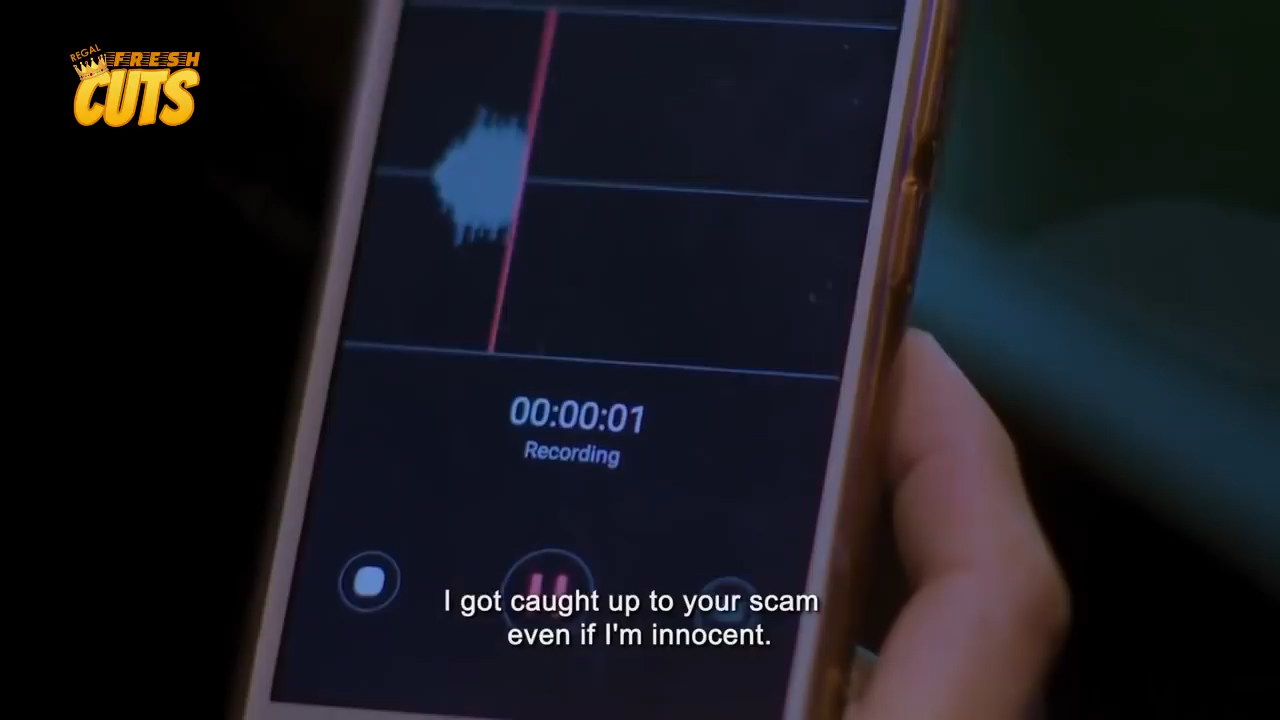 REGAL
FRESH
CUTS
00:00:01
Recording
I got caught up to your scam
even if I'm innocent.